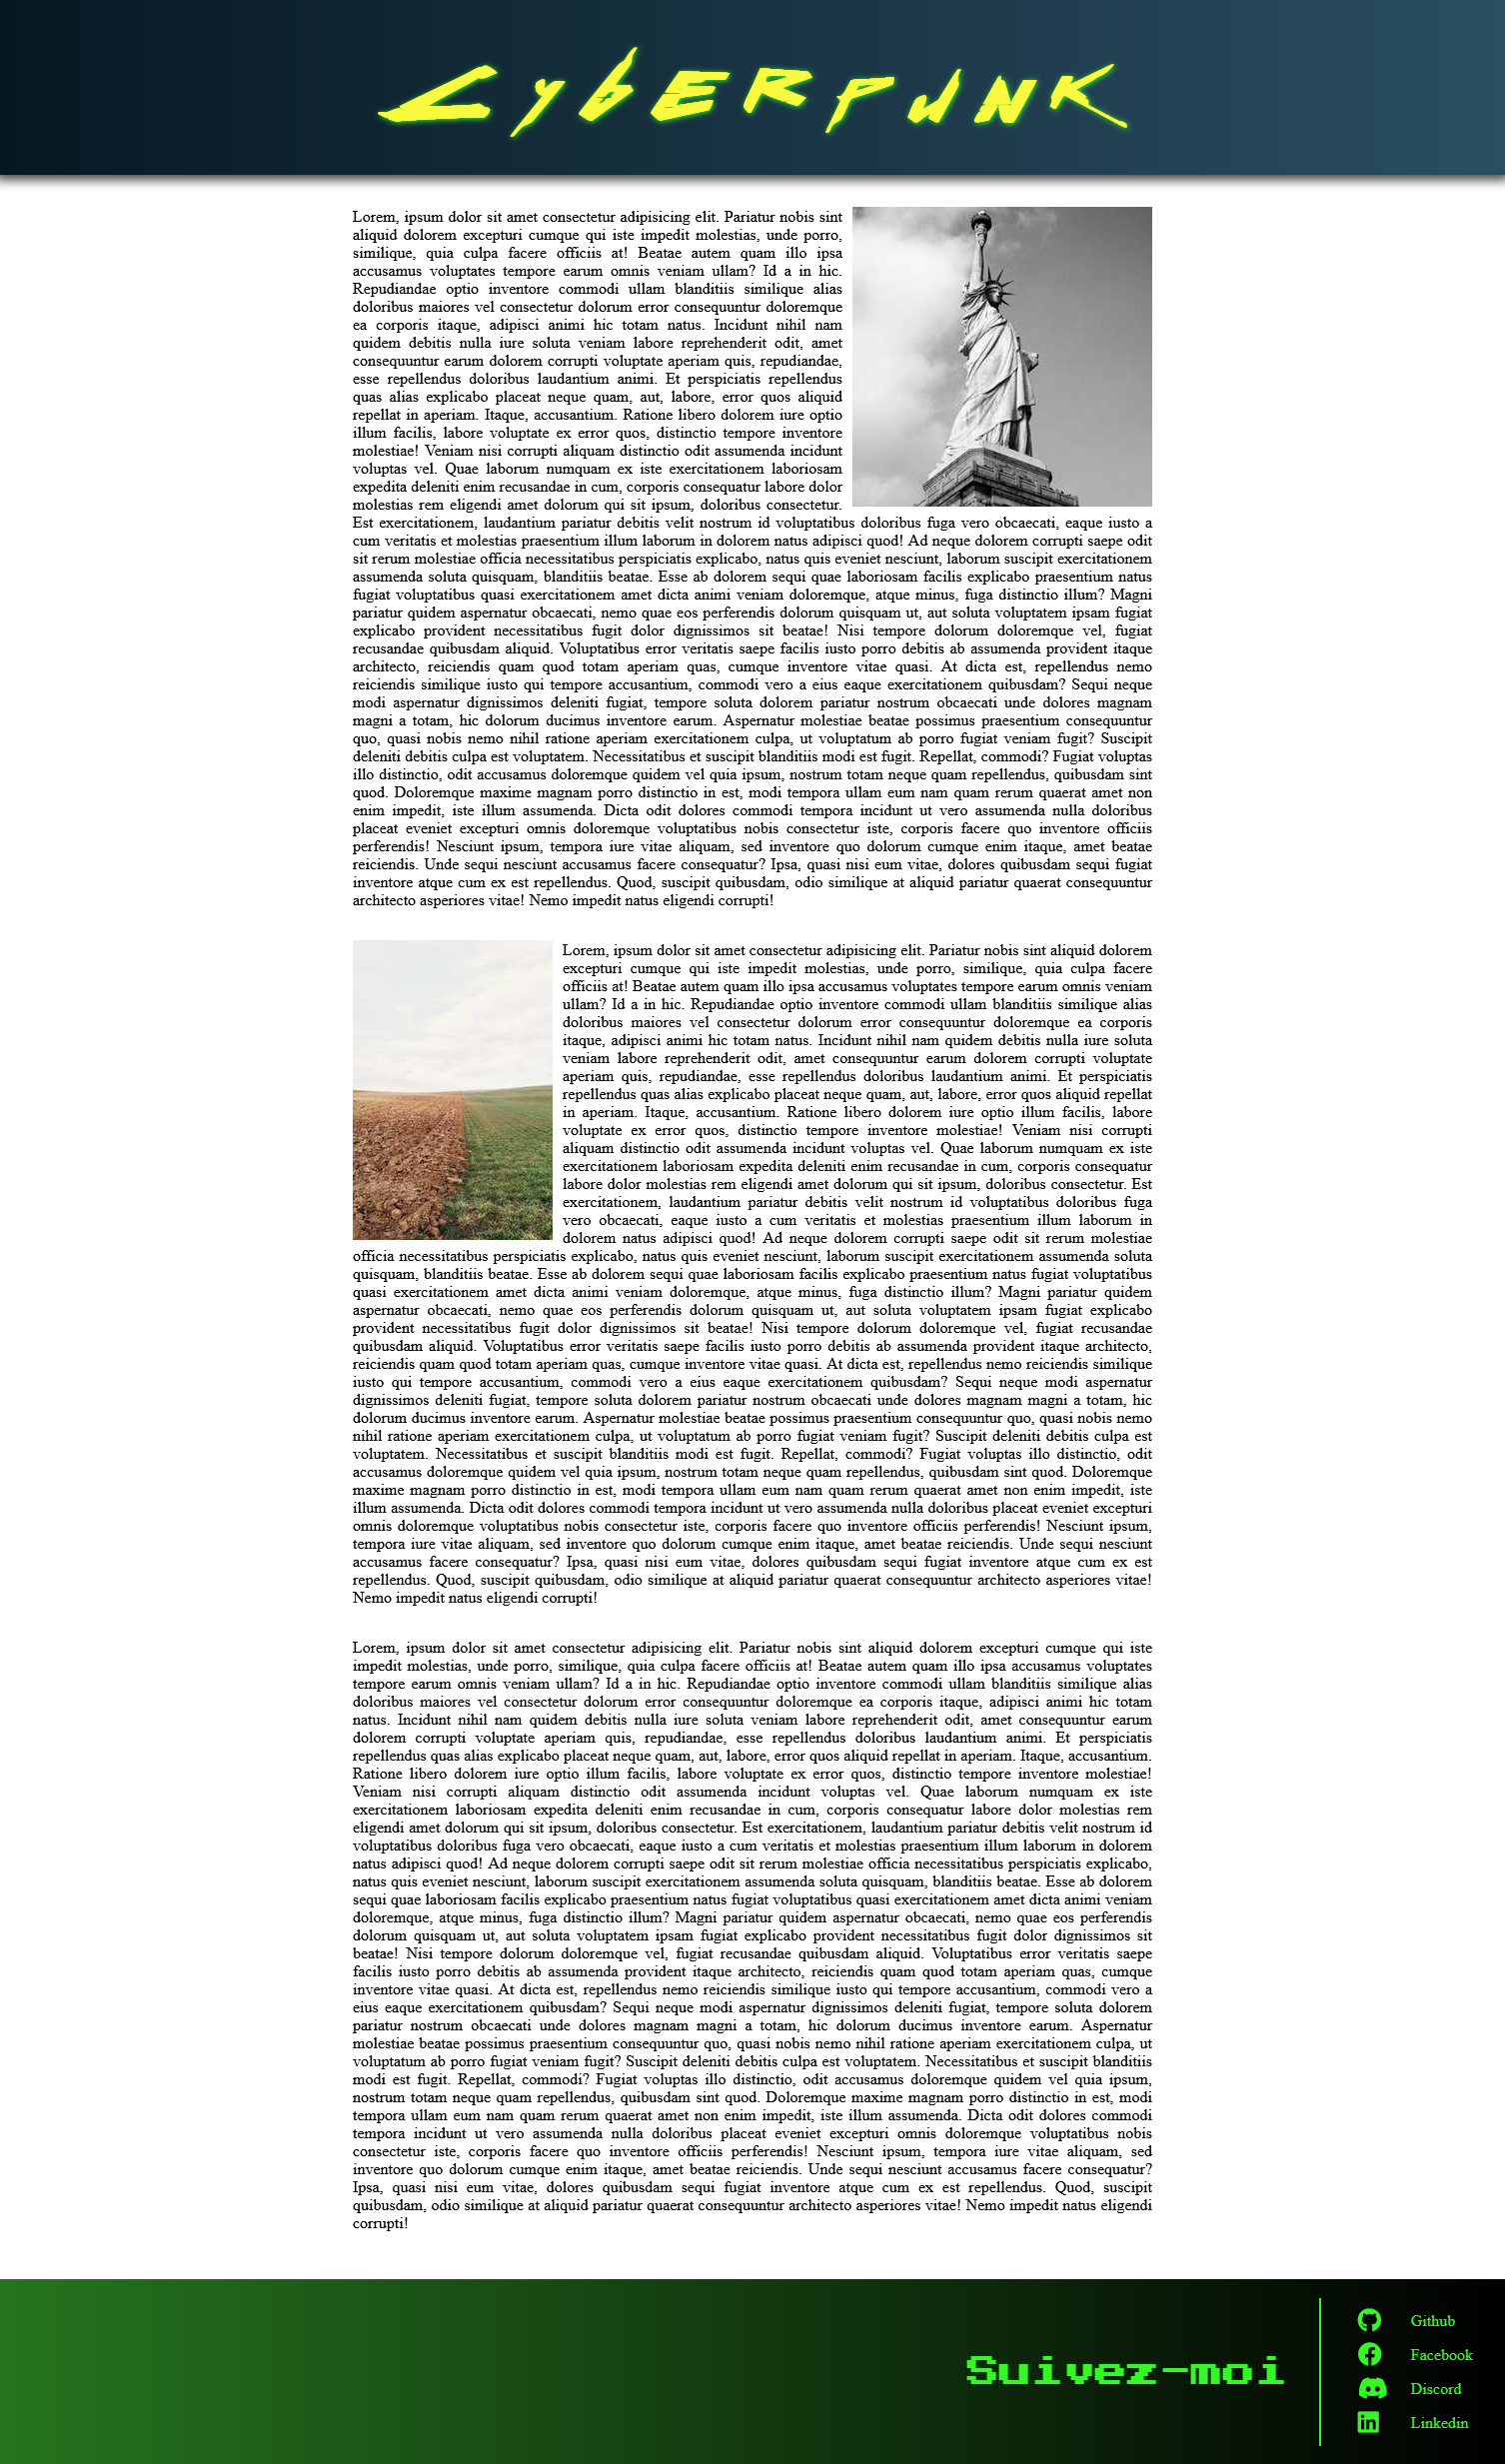 CYBERPUNK
Lorem, ipsum dolor sit amet consectetur adipisicing elit. Pariatur nobis sint
aliquid dolorem excepturi cumque qui iste impedit molestias, unde porro,
similique, quia culpa facere officiis at! Beatae autem quam illo ipsa
accusamus voluptates tempore earum omnis veniam ullam? Id a in hic.
Repudiandae optio inventore commodi ullam blanditiis similique alias
doloribus maiores vel consectetur dolorum error consequuntur doloremque
ea corporis itaque, adipisci animi hic totam natus. Incidunt nihil nam
quidem debitis nulla iure soluta veniam labore reprehenderit odit, amet
consequuntur earum dolorem corrupti voluptate aperiam quis, repudiandae,
esse repellendus doloribus laudantium animi. Et perspiciatis repellendus
quas alias explicabo placeat neque quam, aut, labore, error quos aliquid
repellat in aperiam. Itaque, accusantium. Ratione libero dolorem iure optio
illum facilis, labore voluptate ex error quos, distinctio tempore inventore
molestiae! Veniam nisi corrupti aliquam distinctio odit assumenda incidunt
voluptas vel. Quae laborum numquam ex iste exercitationem laboriosam
expedita deleniti enim recusandae in cum, corporis consequatur labore dolor
molestias rem eligendi amet dolorum qui sit ipsum, doloribus consectetur.
Est exercitationem, laudantium pariatur debitis velit nostrum id voluptatibus doloribus fuga vero obcaecati, eaque iusto a
cum veritatis et molestias praesentium illum laborum in dolorem natus adipisci quod! Ad neque dolorem corrupti saepe odit
sit rerum molestiae officia necessitatibus perspiciatis explicabo, natus quis eveniet nesciunt, laborum suscipit exercitationem
assumenda soluta quisquam, blanditiis beatae. Esse ab dolorem sequi quae laboriosam facilis explicabo praesentium natus
fugiat voluptatibus quasi exercitationem amet dicta animi veniam doloremque, atque minus, fuga distinctio illum? Magni
pariatur quidem aspernatur obcaecati, nemo quae eos perferendis dolorum quisquam ut, aut soluta voluptatem ipsam fugiat
explicabo provident necessitatibus fugit dolor dignissimos sit beatae! Nisi tempore dolorum doloremque vel, fugiat
recusandae quibusdam aliquid. Voluptatibus error veritatis saepe facilis iusto porro debitis ab assumenda provident itaque
architecto, reiciendis quam quod totam aperiam quas, cumque inventore vitae quasi. At dicta est, repellendus nemo
reiciendis similique iusto qui tempore accusantium, commodi vero a eius eaque exercitationem quibusdam? Sequi neque
modi aspernatur dignissimos deleniti fugiat, tempore soluta dolorem pariatur nostrum obcaecati unde dolores magnam
magni a totam, hic dolorum ducimus inventore earum. Aspernatur molestiae beatae possimus praesentium consequuntur
quo, quasi nobis nemo nihil ratione aperiam exercitationem culpa, ut voluptatum ab porro fugiat veniam fugit? Suscipit
deleniti debitis culpa est voluptatem. Necessitatibus et suscipit blanditiis modi est fugit. Repellat, commodi? Fugiat voluptas
illo distinctio, odit accusamus doloremque quidem vel quia ipsum, nostrum totam neque quam repellendus, quibusdam sint
quod. Doloremque maxime magnam porro distinctio in est, modi tempora ullam eum nam quam rerum quaerat amet non
enim impedit, iste illum assumenda. Dicta odit dolores commodi tempora incidunt ut vero assumenda nulla doloribus
placeat eveniet excepturi omnis doloremque voluptatibus nobis consectetur iste, corporis facere quo inventore officiis
perferendis! Nesciunt ipsum, tempora iure vitae aliquam, sed inventore quo dolorum cumque enim itaque, amet beatae
reiciendis. Unde sequi nesciunt accusamus facere consequatur? Ipsa, quasi nisi eum vitae, dolores quibusdam sequi fugiat
inventore atque cum ex est repellendus. Quod, suscipit quibusdam, odio similique at aliquid pariatur quaerat consequuntur
architecto asperiores vitae! Nemo impedit natus eligendi corrupti!
Lorem, ipsum dolor sit amet consectetur adipisicing elit. Pariatur nobis sint aliquid dolorem
excepturi cumque qui iste impedit molestias, unde porro, similique, quia culpa facere
officiis at! Beatae autem quam illo ipsa accusamus voluptates tempore earum omnis veniam
ullam? Id a in hic. Repudiandae optio inventore commodi ullam blanditiis similique alias
doloribus maiores vel consectetur dolorum error consequuntur doloremque ea corporis
itaque, adipisci animi hic totam natus. Incidunt nihil nam quidem debitis nulla iure soluta
veniam labore reprehenderit odit, amet consequuntur earum dolorem corrupti voluptate
aperiam quis, repudiandae, esse repellendus doloribus laudantium animi. Et perspiciatis
repellendus quas alias explicabo placeat neque quam, aut, labore, error quos aliquid repellat
in aperiam. Itaque, accusantium. Ratione libero dolorem iure optio illum facilis, labore
voluptate ex error quos, distinctio tempore inventore molestiae! Veniam nisi corrupti
aliquam distinctio odit assumenda incidunt voluptas vel. Quae laborum numquam ex iste
exercitationem laboriosam expedita deleniti enim recusandae in cum, corporis consequatur
labore dolor molestias rem eligendi amet dolorum qui sit ipsum, doloribus consectetur. Est
exercitationem, laudantium pariatur debitis velit nostrum id voluptatibus doloribus fuga
vero obcaecati, eaque iusto a cum veritatis et molestias praesentium illum laborum in
dolorem natus adipisci quod! Ad neque dolorem corrupti saepe odit sit rerum molestiae
officia necessitatibus perspiciatis explicabo, natus quis eveniet nesciunt, laborum suscipit exercitationem assumenda soluta
quisquam, blanditiis beatae. Esse ab dolorem sequi quae laboriosam facilis explicabo praesentium natus fugiat voluptatibus
quasi exercitationem amet dicta animi veniam doloremque, atque minus, fuga distinctio illum? Magni pariatur quidem
aspernatur obcaecati, nemo quae eos perferendis dolorum quisquam ut, aut soluta voluptatem ipsam fugiat explicabo
provident necessitatibus fugit dolor dignissimos sit beatae! Nisi tempore dolorum doloremque vel, fugiat recusandae
quibusdam aliquid. Voluptatibus error veritatis saepe facilis iusto porro debitis ab assumenda provident itaque architecto,
reiciendis quam quod totam aperiam quas, cumque inventore vitae quasi. At dicta est, repellendus nemo reiciendis similique
iusto qui tempore accusantium, commodi vero a eius eaque exercitationem quibusdam? Sequi neque modi aspernatur
dignissimos deleniti fugiat, tempore soluta dolorem pariatur nostrum obcaecati unde dolores magnam magni a totam, hic
dolorum ducimus inventore earum. Aspernatur molestiae beatae possimus praesentium consequuntur quo, quasi nobis nemo
nihil ratione aperiam exercitationem culpa, ut voluptatum ab porro fugiat veniam fugit? Suscipit deleniti debitis culpa est
voluptatem. Necessitatibus et suscipit blanditiis modi est fugit. Repellat, commodi? Fugiat voluptas illo distinctio, odit
accusamus doloremque quidem vel quia ipsum, nostrum totam neque quam repellendus, quibusdam sint quod. Doloremque
maxime magnam porro distinctio in est, modi tempora ullam eum nam quam rerum quaerat amet non enim impedit, iste
illum assumenda. Dicta odit dolores commodi tempora incidunt ut vero assumenda nulla doloribus placeat eveniet excepturi
omnis doloremque voluptatibus nobis consectetur iste, corporis facere quo inventore officiis perferendis! Nesciunt ipsum,
tempora iure vitae aliquam, sed inventore quo dolorum cumque enim itaque, amet beatae reiciendis. Unde sequi nesciunt
accusamus facere consequatur? Ipsa, quasi nisi eum vitae, dolores quibusdam sequi fugiat inventore atque cum ex est
repellendus. Quod, suscipit quibusdam, odio similique at aliquid pariatur quaerat consequuntur architecto asperiores vitae!
Nemo impedit natus eligendi corrupti!
Lorem, ipsum dolor sit amet consectetur adipisicing elit. Pariatur nobis sint aliquid dolorem excepturi cumque qui iste
impedit molestias, unde porro, similique, quia culpa facere officiis at! Beatae autem quam illo ipsa accusamus voluptates
tempore earum omnis veniam ullam? Id a in hic. Repudiandae optio inventore commodi ullam blanditiis similique alias
doloribus maiores vel consectetur dolorum error consequuntur doloremque ea corporis itaque, adipisci animi hic totam
natus. Incidunt nihil nam quidem debitis nulla iure soluta veniam labore reprehenderit odit, amet consequuntur earum
dolorem corrupti voluptate aperiam quis, repudiandae, esse repellendus doloribus laudantium animi. Et perspiciatis
repellendus quas alias explicabo placeat neque quam, aut, labore, error quos aliquid repellat in aperiam. Itaque, accusantium.
Ratione libero dolorem iure optio illum facilis, labore voluptate ex error quos, distinctio tempore inventore molestiae!
Veniam nisi corrupti aliquam distinctio odit assumenda incidunt voluptas vel. Quae laborum numquam ex iste
exercitationem laboriosam expedita deleniti enim recusandae in cum, corporis consequatur labore dolor molestias rem
eligendi amet dolorum qui sit ipsum, doloribus consectetur. Est exercitationem, laudantium pariatur debitis velit nostrum id
voluptatibus doloribus fuga vero obcaecati, eaque iusto a cum veritatis et molestias praesentium illum laborum in dolorem
natus adipisci quod! Ad neque dolorem corrupti saepe odit sit rerum molestiae officia necessitatibus perspiciatis explicabo,
natus quis eveniet nesciunt, laborum suscipit exercitationem assumenda soluta quisquam, blanditiis beatae. Esse ab dolorem
sequi quae laboriosam facilis explicabo praesentium natus fugiat voluptatibus quasi exercitationem amet dicta animi veniam
doloremque, atque minus, fuga distinctio illum? Magni pariatur quidem aspernatur obcaecati, nemo quae eos perferendis
dolorum quisquam ut, aut soluta voluptatem ipsam fugiat explicabo provident necessitatibus fugit dolor dignissimos sit
beatae! Nisi tempore dolorum doloremque vel, fugiat recusandae quibusdam aliquid. Voluptatibus error veritatis saepe
facilis iusto porro debitis ab assumenda provident itaque architecto, reiciendis quam quod totam aperiam quas, cumque
inventore vitae quasi. At dicta est, repellendus nemo reiciendis similique iusto qui tempore accusantium, commodi vero a
eius eaque exercitationem quibusdam? Sequi neque modi aspernatur dignissimos deleniti fugiat, tempore soluta dolorem
pariatur nostrum obcaecati unde dolores magnam magni a totam, hic dolorum ducimus inventore earum. Aspernatur
molestiae beatae possimus praesentium consequuntur quo, quasi nobis nemo nihil ratione aperiam exercitationem culpa, ut
voluptatum ab porro fugiat veniam fugit? Suscipit deleniti debitis culpa est voluptatem. Necessitatibus et suscipit blanditiis
modi est fugit. Repellat, commodi? Fugiat voluptas illo distinctio, odit accusamus doloremque quidem vel quia ipsum,
nostrum totam neque quam repellendus, quibusdam sint quod. Doloremque maxime magnam porro distinctio in est, modi
tempora ullam eum nam quam rerum quaerat amet non enim impedit, iste illum assumenda. Dicta odit dolores commodi
tempora incidunt ut vero assumenda nulla doloribus placeat eveniet excepturi omnis doloremque voluptatibus nobis
consectetur iste, corporis facere quo inventore officiis perferendis! Nesciunt ipsum, tempora iure vitae aliquam, sed
inventore quo dolorum cumque enim itaque, amet beatae reiciendis. Unde sequi nesciunt accusamus facere consequatur?
Ipsa, quasi nisi eum vitae, dolores quibusdam sequi fugiat inventore atque cum ex est repellendus. Quod, suscipit
quibusdam, odio similique at aliquid pariatur quaerat consequuntur architecto asperiores vitae! Nemo impedit natus eligendi
corrupti!
Suivez-moi
Github
Facebook
Discord
Linkedin